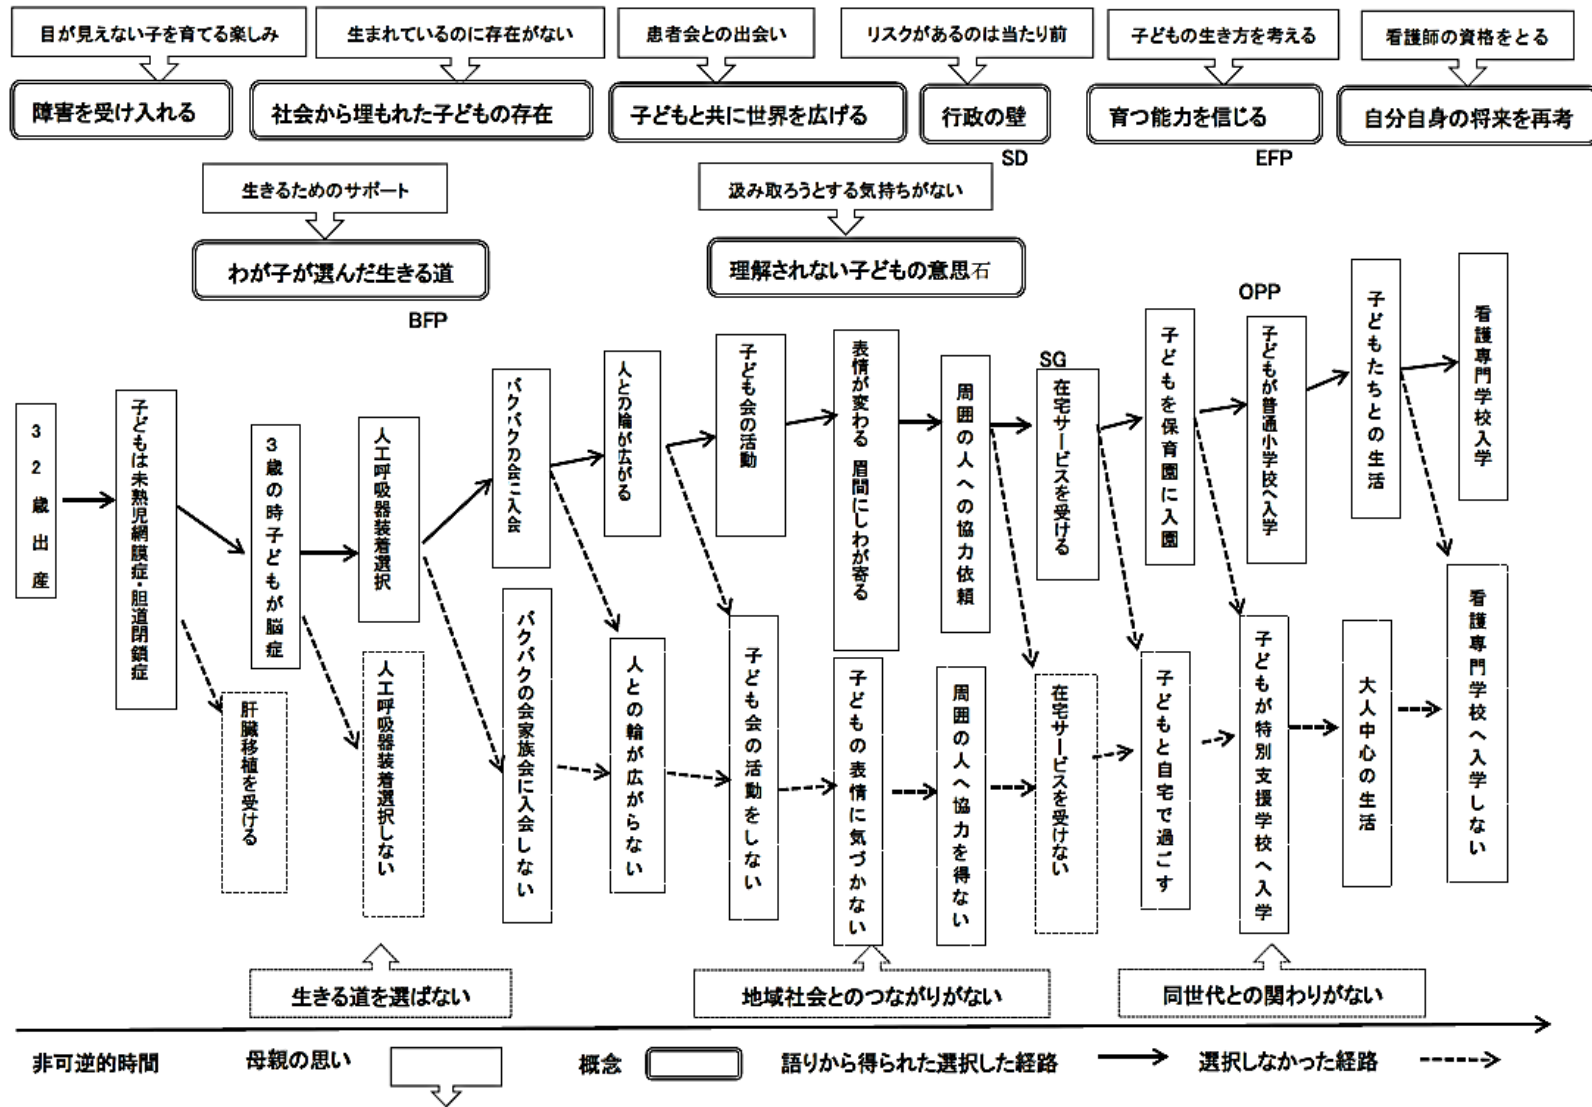 目が見えない子を育てる楽しみ
生まれているのに存在がない
患者会との出会い
リスクがあるのは当たり前
子どもの生き方を考える
看護師の資格をとる
障害を受け入れる
社会から埋もれた子どもの存在
子どもと共に世界を広げる
行政の壁
育つ能力を信じる
自分自身の将来を再考
SD
EFP
生きるためのサポート
汲み取ろうとする気持ちがない
わが子が選んだ生きる道
理解されない子どもの意思石
BFP
OPP
SG
32歳出産
子どもは未熟児網膜症・胆道閉鎖症
3歳の時子どもが脳症
人工呼吸器装着選択
バクバクの会に入会
人との輪が広がる
子ども会の活動
表情が変わる 眉間にしわが寄る
周囲の人への協力依頼
在宅サービスを受ける
子どもを保育園に入園
子どもが普通小学校へ入学
子どもたちとの生活
看護専門学校入学
肝臓移植を受ける
人工呼吸器装着選択しない
バクバクの会家族会に入会しない
人との輪が広がらない
子ども会の活動をしない
子どもの表情に気づかない
周囲の人へ協力を得ない
在宅サービスを受けない
子どもと自宅で過ごす
子どもが特別支援学校へ入学
大人中心の生活
看護専門学校へ入学しない
生きる道を選ばない
地域社会とのつながりがない
同世代との関わりがない
非可逆的時間
母親の思い
概念
語りから得られた選択した経路
選択しなかった経路